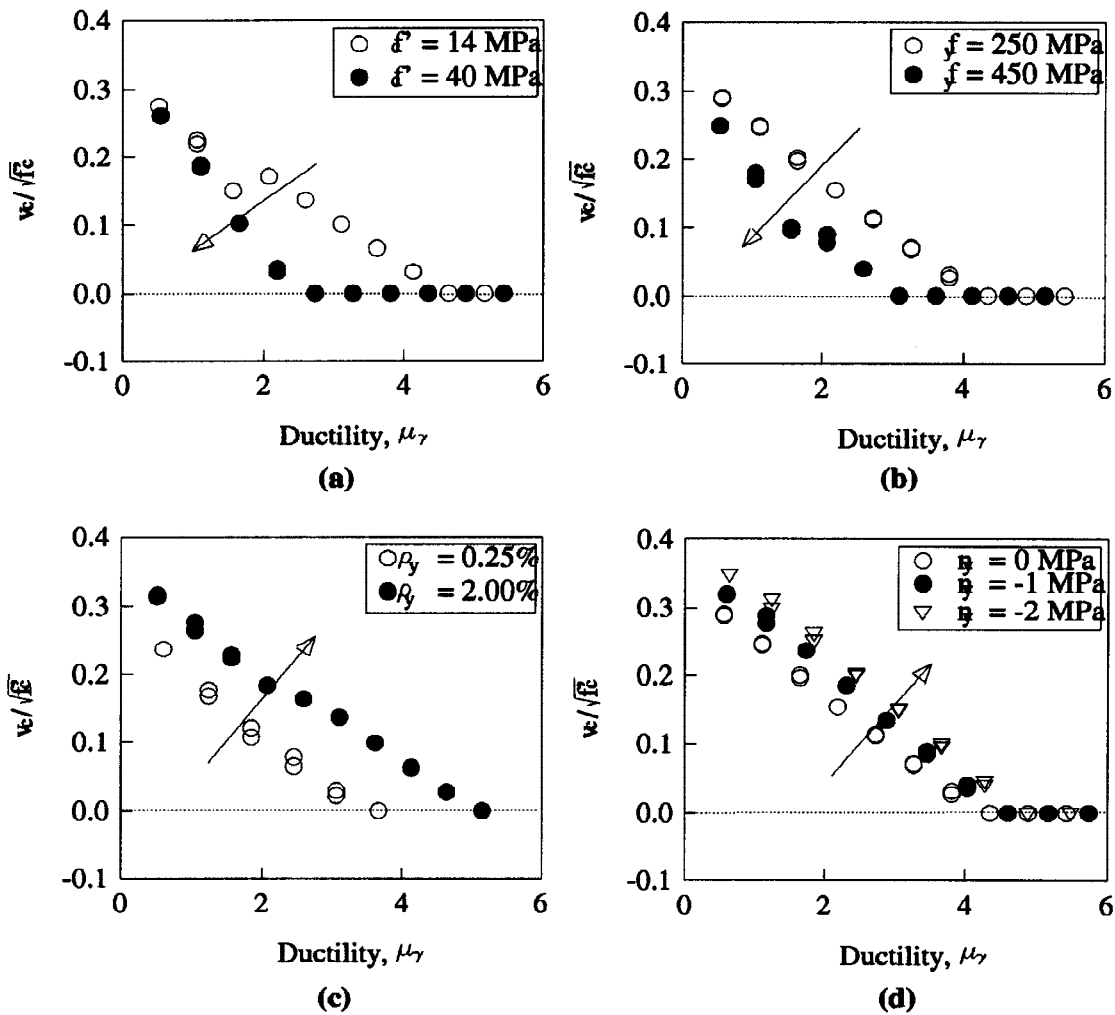 0.4
0.3
0.2
0.1
0.0
-0.1
f'c = 14 MPa
f'c = 40 MPa
vc/√f'c
0 2 4 6
Ductility, μγ
(a)
0.4
0.3
0.2
0.1
0.0
-0.1
fy = 250 MPa
fy = 450 MPa
vc/√f'c
0 2 4 6
Ductility, μγ
(b)
0.4
0.3
0.2
0.1
0.0
-0.1
ρy = 0.25%
ρy = 2.00%
vc/√f'c
0 2 4 6
Ductility, μγ
(c)
0.4
0.3
0.2
0.1
0.0
-0.1
ny = 0 MPa
ny = -1 MPa
ny = -2 MPa
vc/√f'c
0 2 4 6
Ductility, μγ
(d)